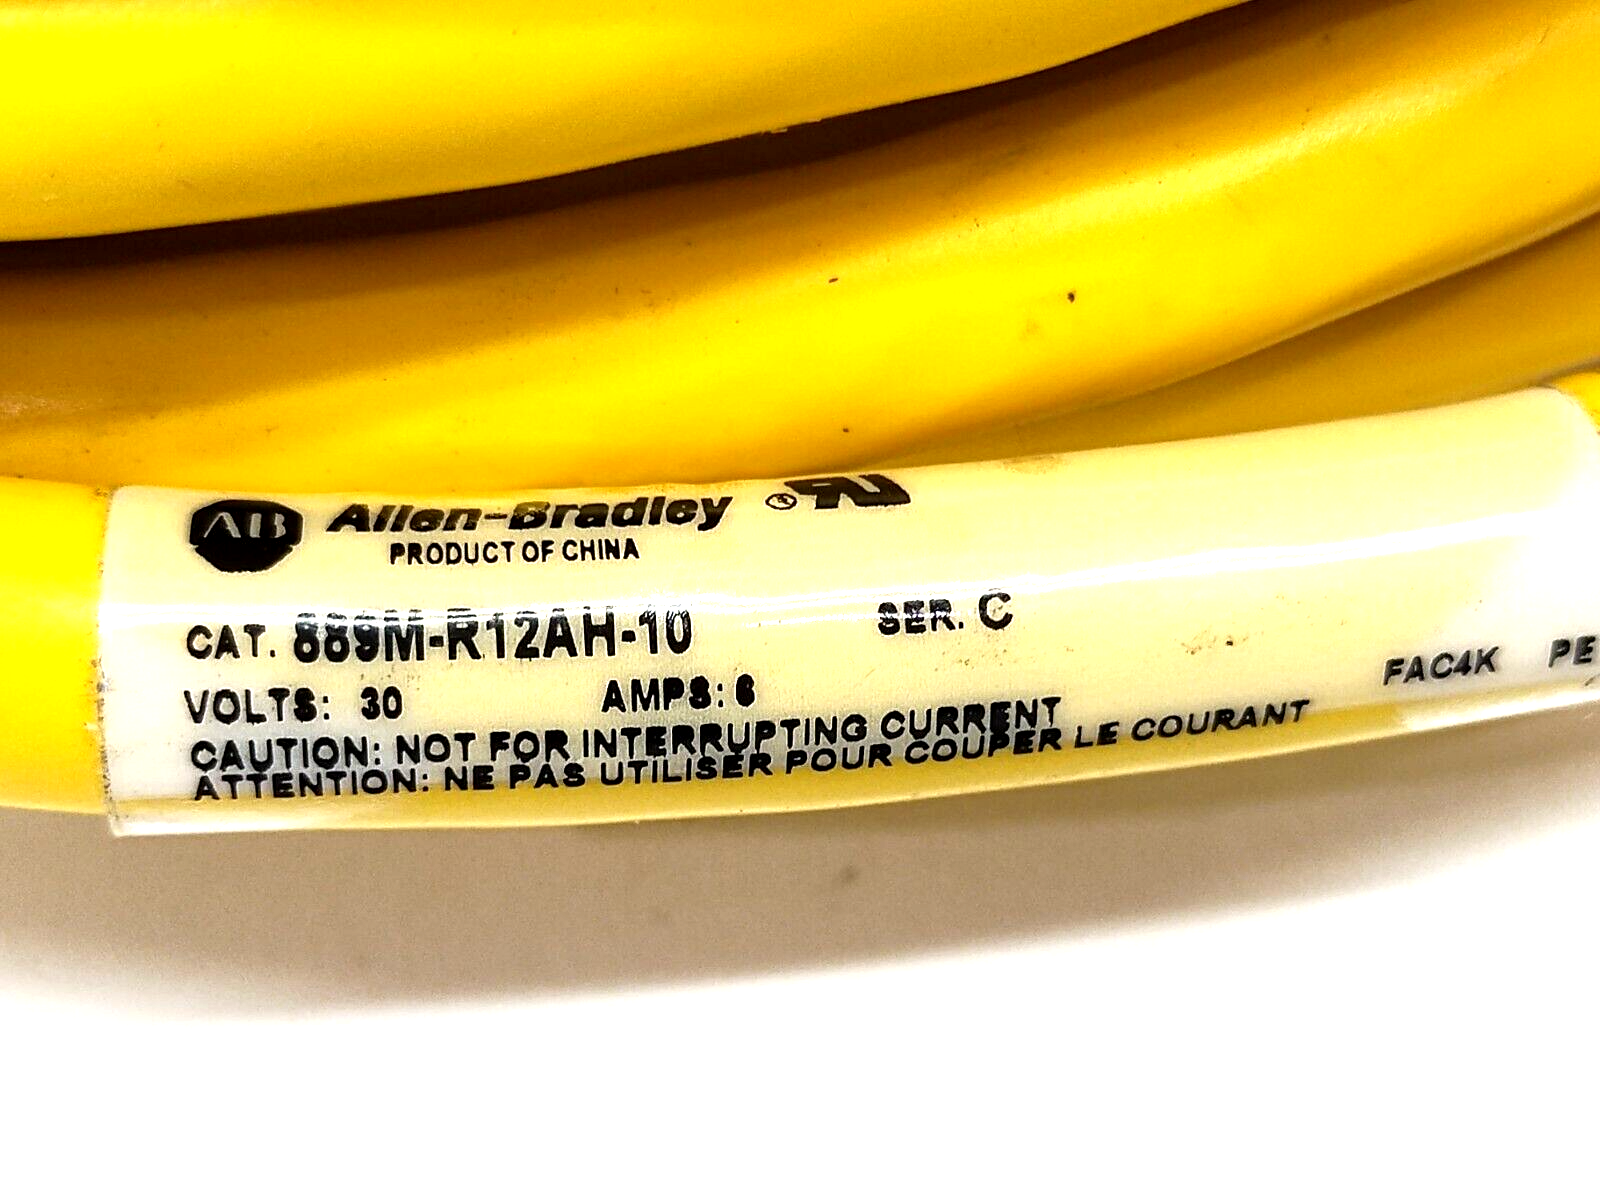 AB Allen-Bradley ®
PRODUCT OF CHINA
CAT. 889M-R12AH-10 SER. C
VOLTS: 30 AMPS: 6
FAC4K PE
CAUTION: NOT FOR INTERRUPTING CURRENT
ATTENTION: NE PAS UTILISER POUR COUPER LE COURANT